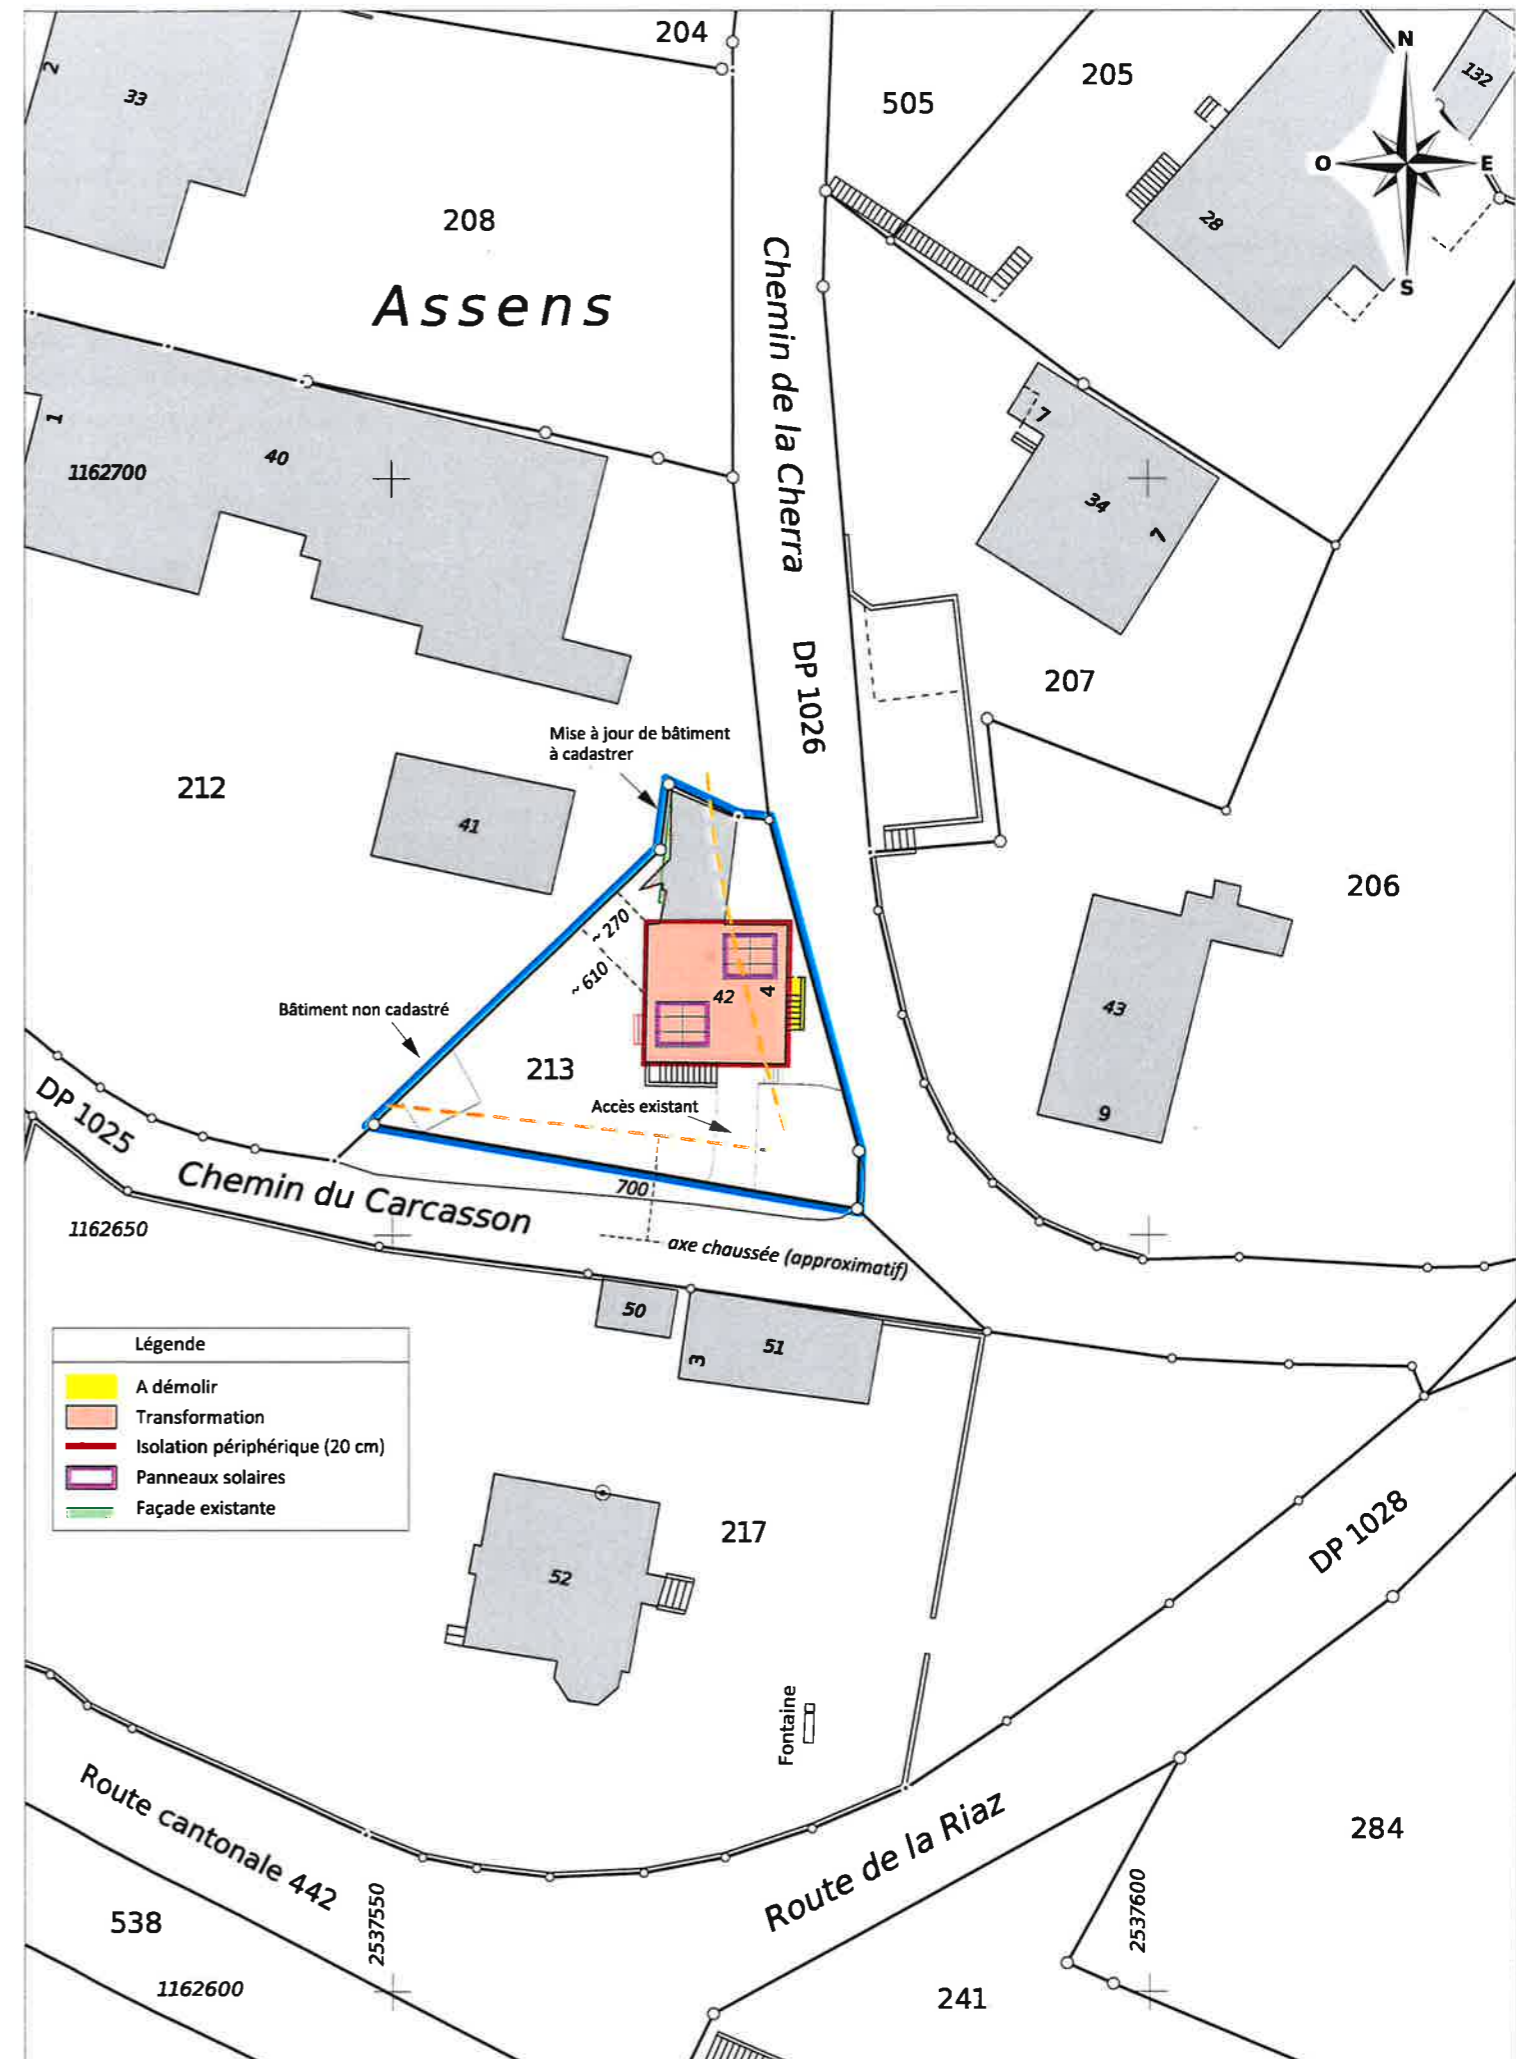 204
N
2
33
505
205
132
O
E
208
28
S
Assens
Chemin de la Cherra
1
7
40
1162700
34
7
DP 1026
207
Mise à jour de bâtiment
à cadastrer
212
41
206
~ 270
~ 610
42
4
43
Bâtiment non cadastré
213
Accès existant
9
DP 1025
Chemin du Carcasson
700
1162650
axe chaussée (approximatif)
50
51
3
Légende
A démolir
Transformation
Isolation périphérique (20 cm)
Panneaux solaires
Façade existante
217
DP 1028
52
Fontaine
Route cantonale 442
Route de la Riaz
284
2537550
2537600
538
1162600
241